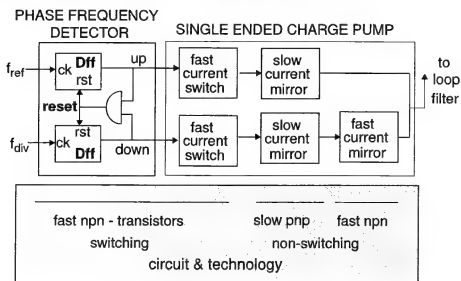 PHASE FREQUENCY
DETECTOR
SINGLE ENDED CHARGE PUMP
fref
ck
Dff
rst
up
fast
current
switch
slow
current
mirror
to
loop
filter
reset
fdiv
ck
rst
Dff
down
fast
current
switch
slow
current
mirror
fast
current
mirror
fast npn - transistors
slow pnp
fast npn
switching
non-switching
circuit & technology